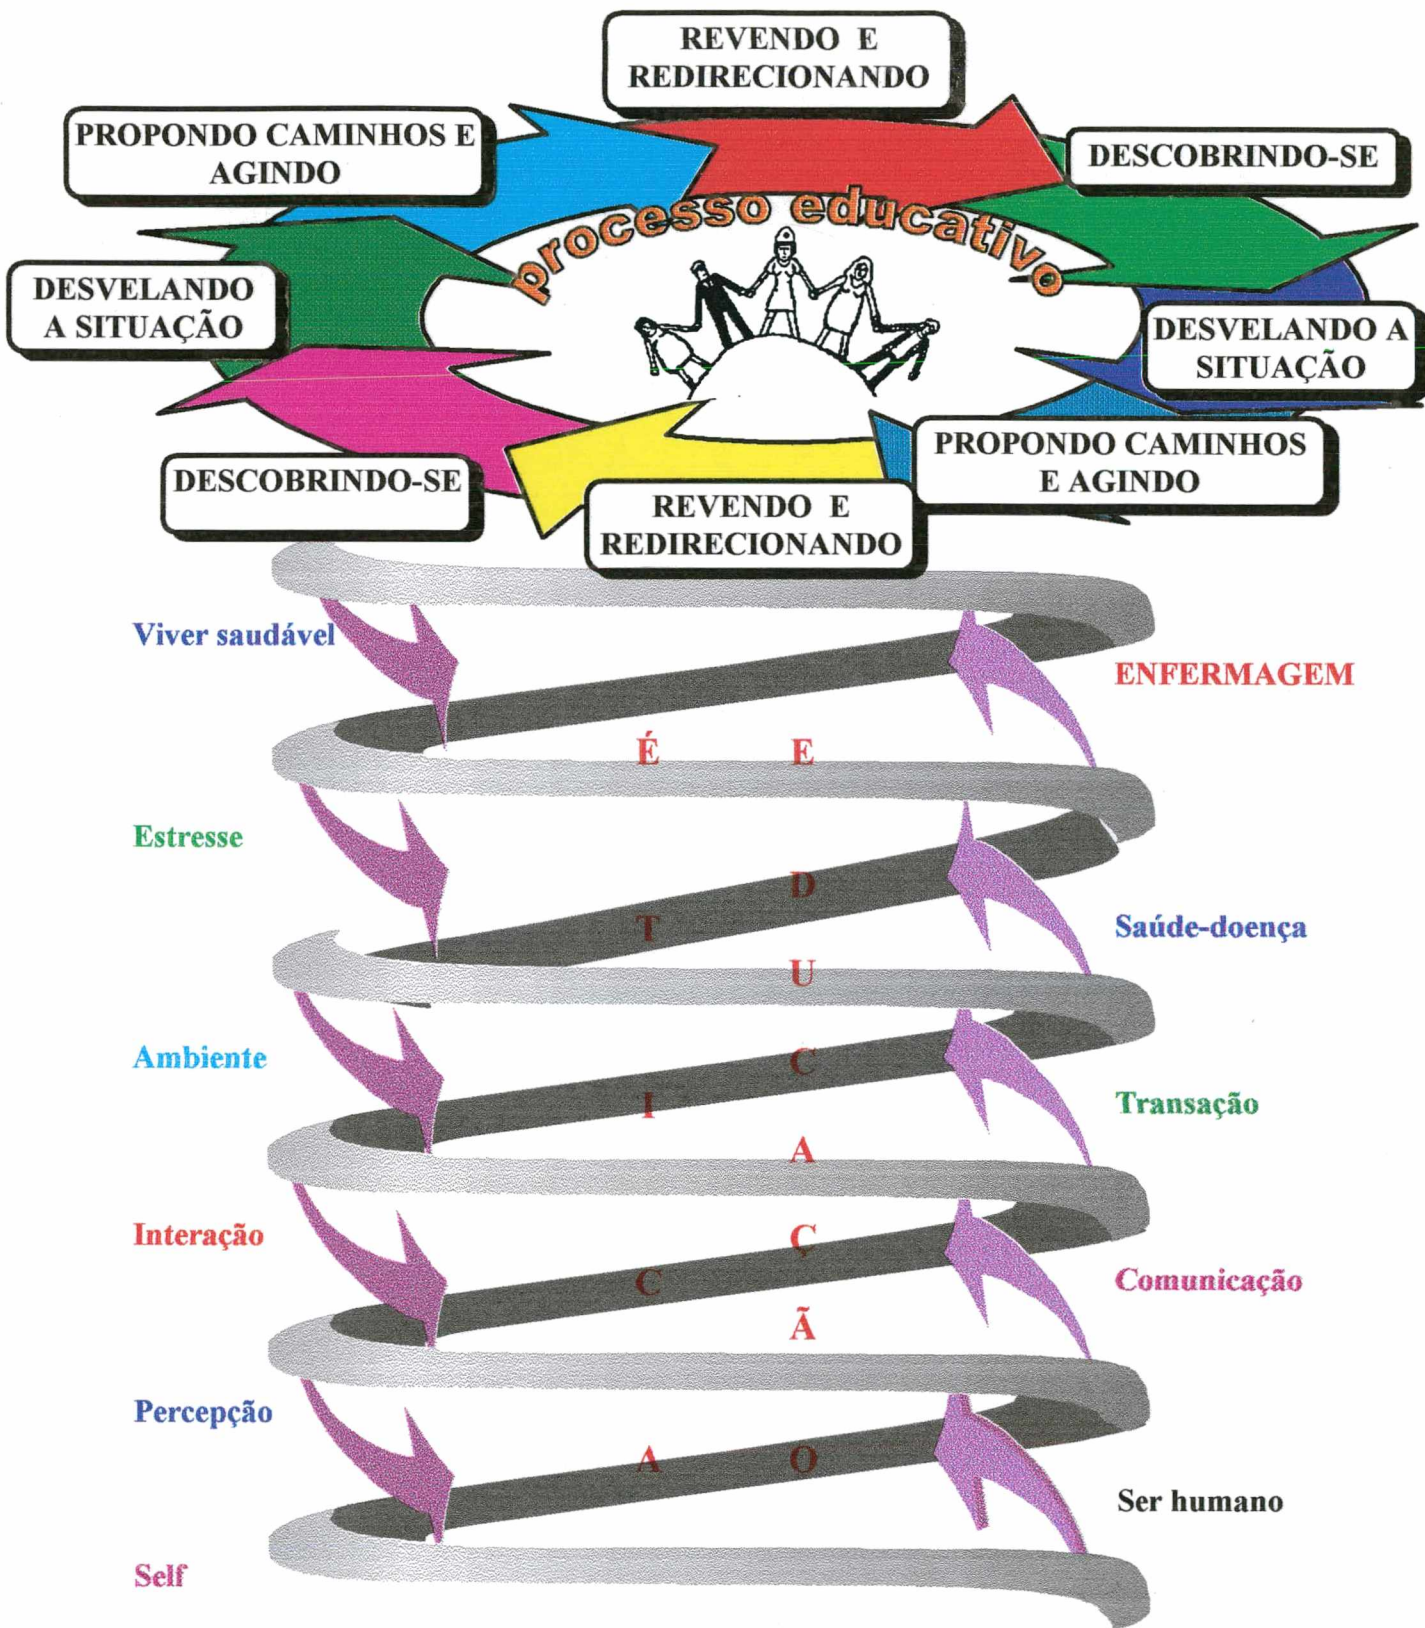 REVENDO E
REDIRECIONANDO
PROPONDO CAMINHOS E
AGINDO
DESCOBRINDO-SE
processo educativo
DESVELANDO
A SITUAÇÃO
DESVELANDO A
SITUAÇÃO
PROPONDO CAMINHOS
E AGINDO
DESCOBRINDO-SE
REVENDO E
REDIRECIONANDO
Viver saudável
ENFERMAGEM
Estresse
Saúde-doença
Ambiente
Transação
Interação
Comunicação
Percepção
Ser humano
Self
É
T
I
C
A
E
D
U
C
A
Ç
Ã
O